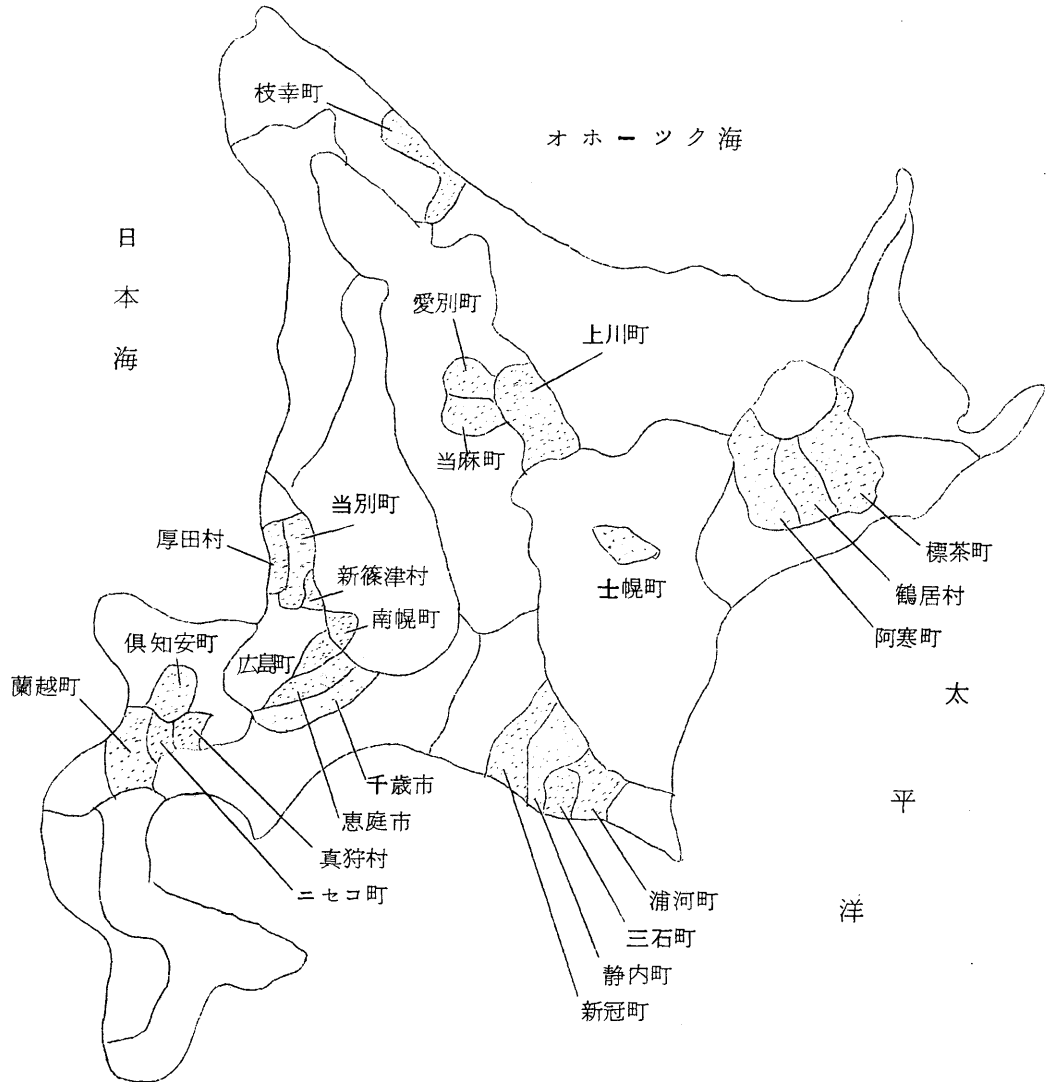 枝幸町
オホーツク海
日本海
愛別町
上川町
当麻町
当別町
厚田村
新篠津村
士幌町
標茶町
鶴居村
阿寒町
南幌町
広島町
倶知安町
蘭越町
太平洋
千歳市
恵庭市
真狩村
ニセコ町
浦河町
三石町
静内町
新冠町